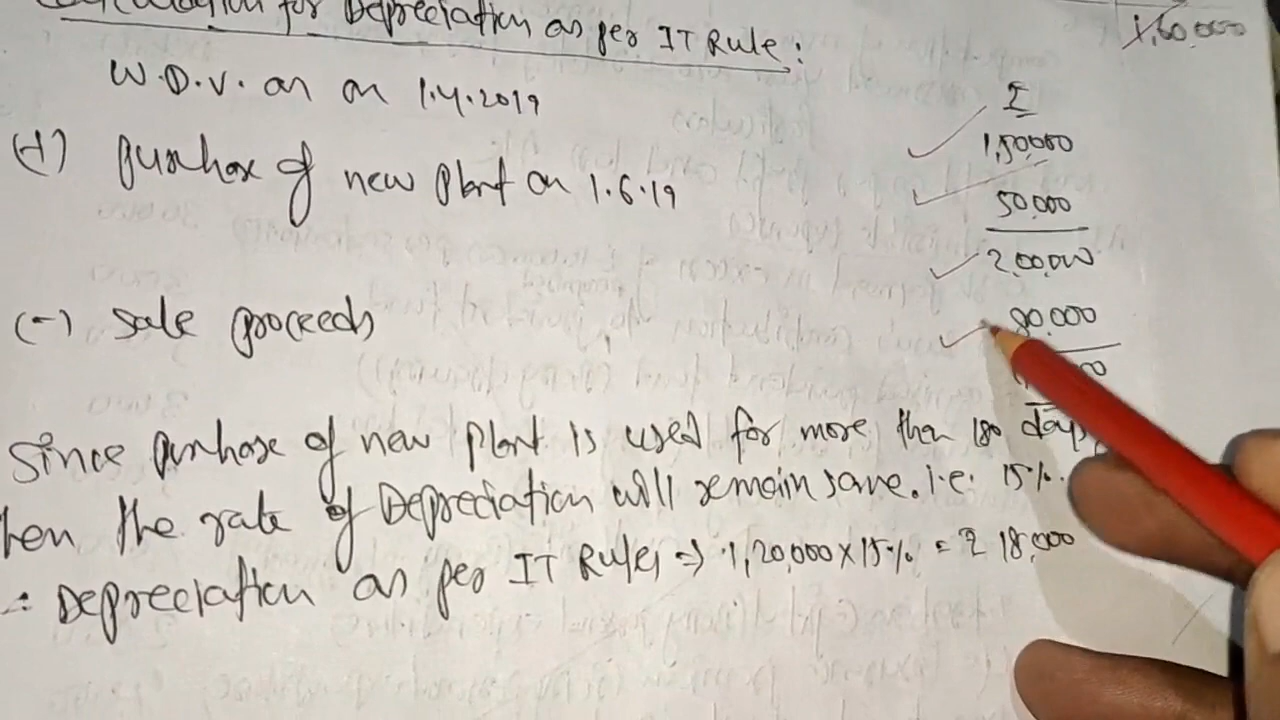 for Depreciation as per IT Rule:
1,60,000
W.D.V. as on 1.4.2019
₹
1,50,000
(+) purchase of new plant on 1.6.19
50,000
2,00,000
(-) sale proceeds
80,000
Since purchase of new plant is used for more than 180 days,
then the rate of Depreciation will remain same. i.e. 15%.
∴ Depreciation as per IT Rules ⇒ 1,20,000 x 15% = ₹ 18,000